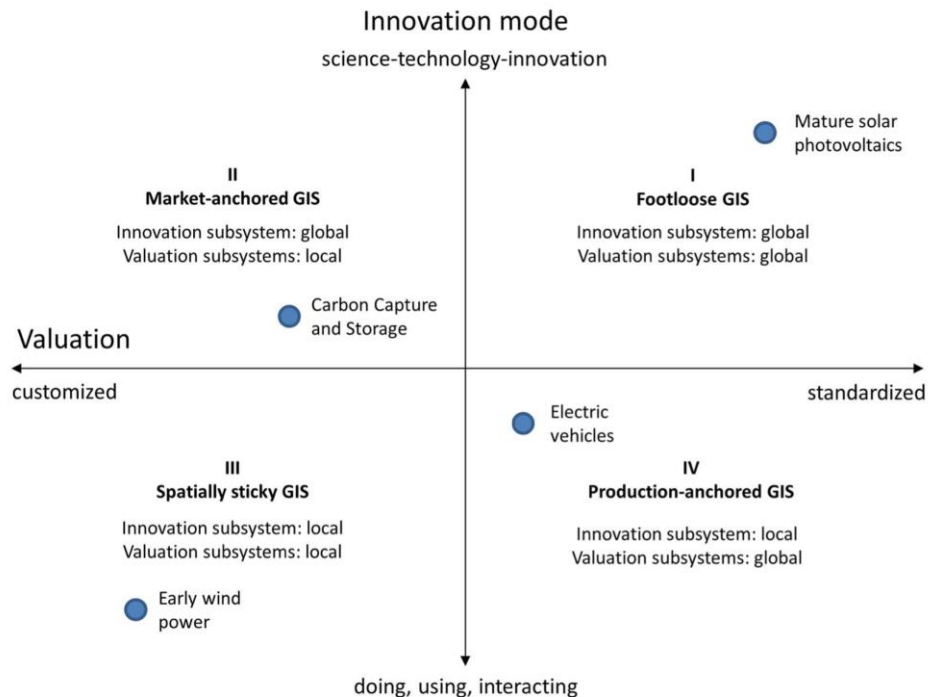 Innovation mode
science-technology-innovation
Mature solar
photovoltaics
II
Market-anchored GIS
Innovation subsystem: global
Valuation subsystems: local
I
Footloose GIS
Innovation subsystem: global
Valuation subsystems: global
Carbon Capture
and Storage
Valuation
customized
standardized
Electric
vehicles
III
Spatially sticky GIS
Innovation subsystem: local
Valuation subsystems: local
IV
Production-anchored GIS
Innovation subsystem: local
Valuation subsystems: global
Early wind
power
doing, using, interacting